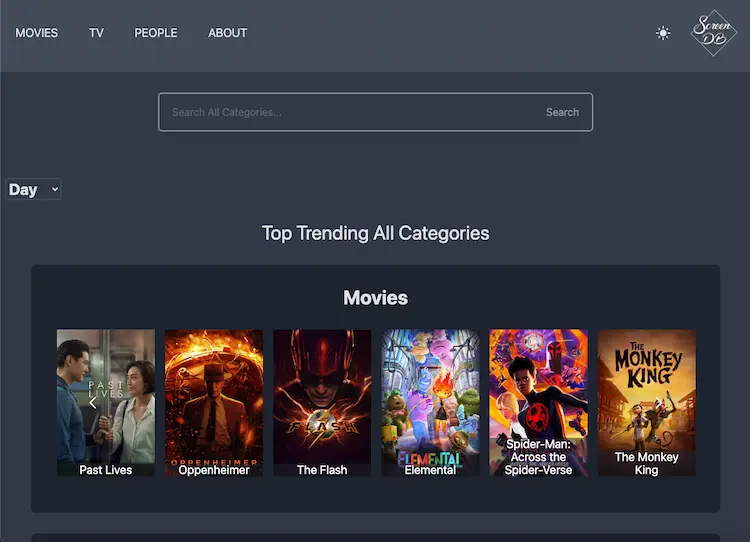 MOVIES TV PEOPLE ABOUT
Screen
DB
Search All Categories... Search
Day
Top Trending All Categories
Movies
PAST
LIVES
Past Lives
OPPENHEIMER
Oppenheimer
FLASH
The Flash
ELEMENTAL
Elemental
Spider-Man:
Across the
Spider-Verse
THE
MONKEY
KING
The Monkey
King